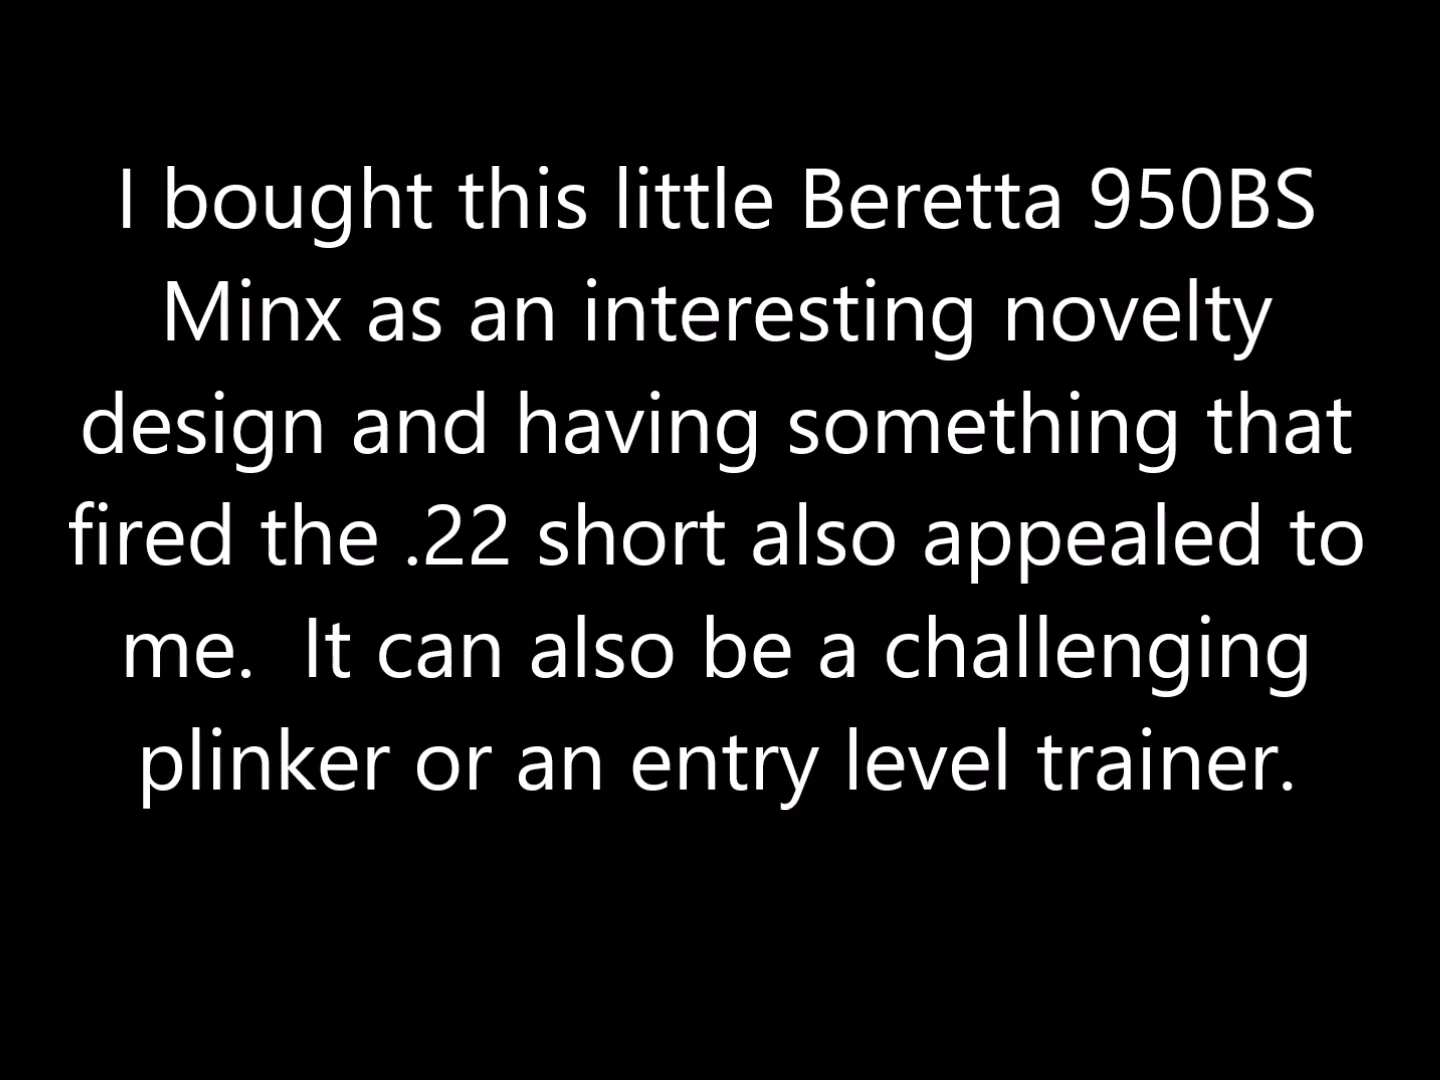 I bought this little Beretta 950BS
Minx as an interesting novelty
design and having something that
fired the .22 short also appealed to
me.  It can also be a challenging
plinker or an entry level trainer.